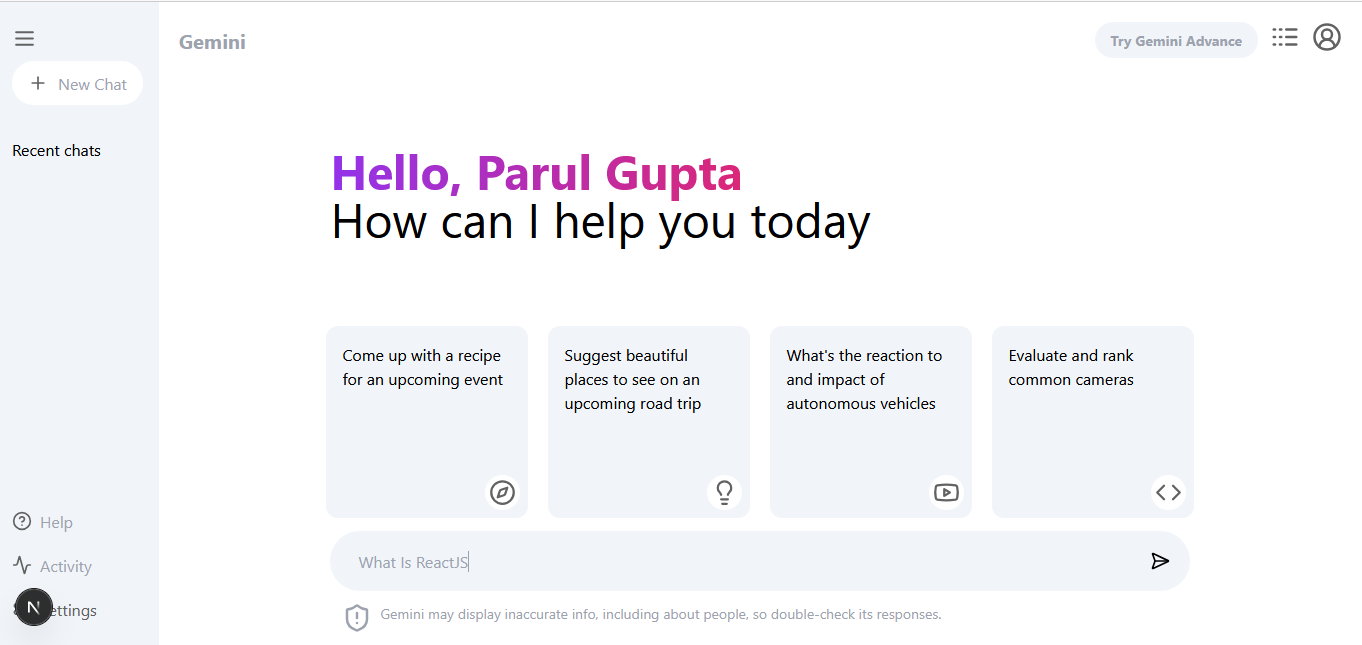 Gemini
Try Gemini Advance
New Chat
Recent chats
Hello, Parul Gupta
How can I help you today
Come up with a recipe
for an upcoming event
Suggest beautiful
places to see on an
upcoming road trip
What's the reaction to
and impact of
autonomous vehicles
Evaluate and rank
common cameras
What Is ReactJS
Gemini may display inaccurate info, including about people, so double-check its responses.
Help
Activity
N
ettings